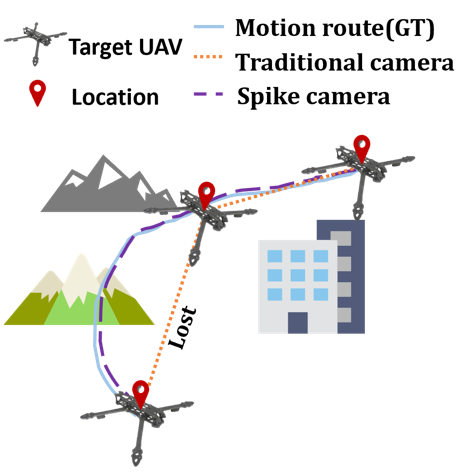 Target UAV
Location
Motion route(GT)
Traditional camera
Spike camera
Lost